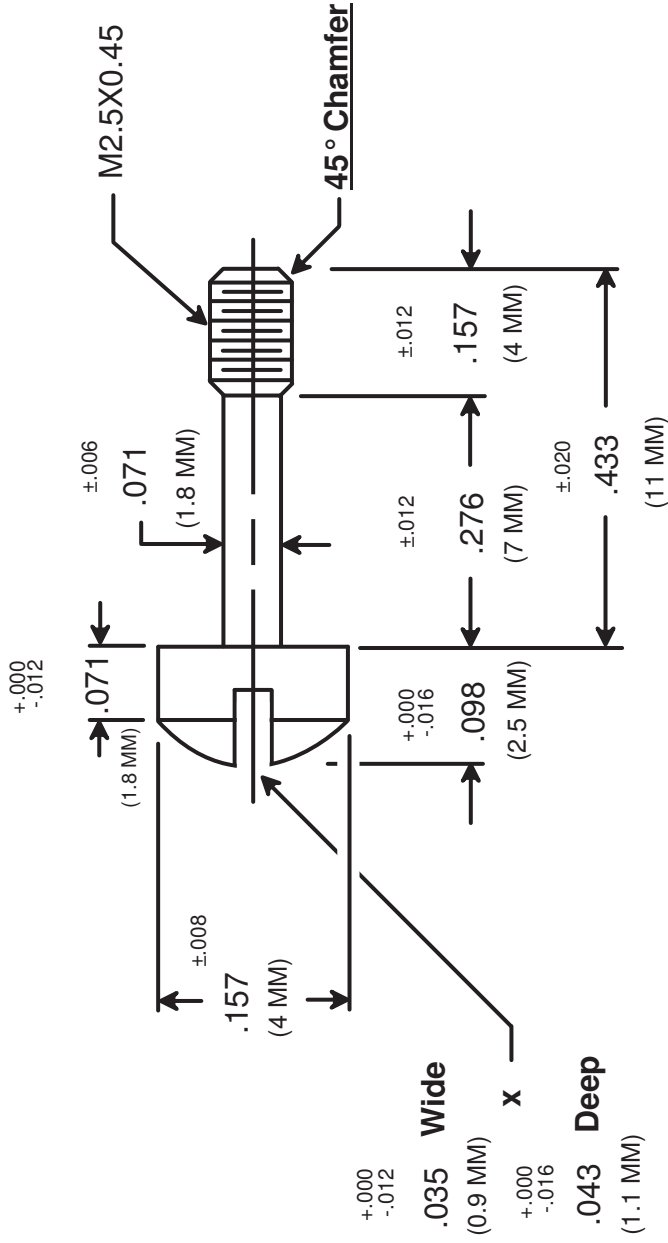 M2.5X0.45
45° Chamfer
±.006
.071
(1.8 MM)
+.000
-.012
.071
(1.8 MM)
±.012
.157
(4 MM)
±.012
.276
(7 MM)
±.020
.433
(11 MM)
+.000
-.016
.098
(2.5 MM)
±.008
.157
(4 MM)
+.000
-.012
.035 Wide
(0.9 MM)
x
+.000
-.016
.043 Deep
(1.1 MM)